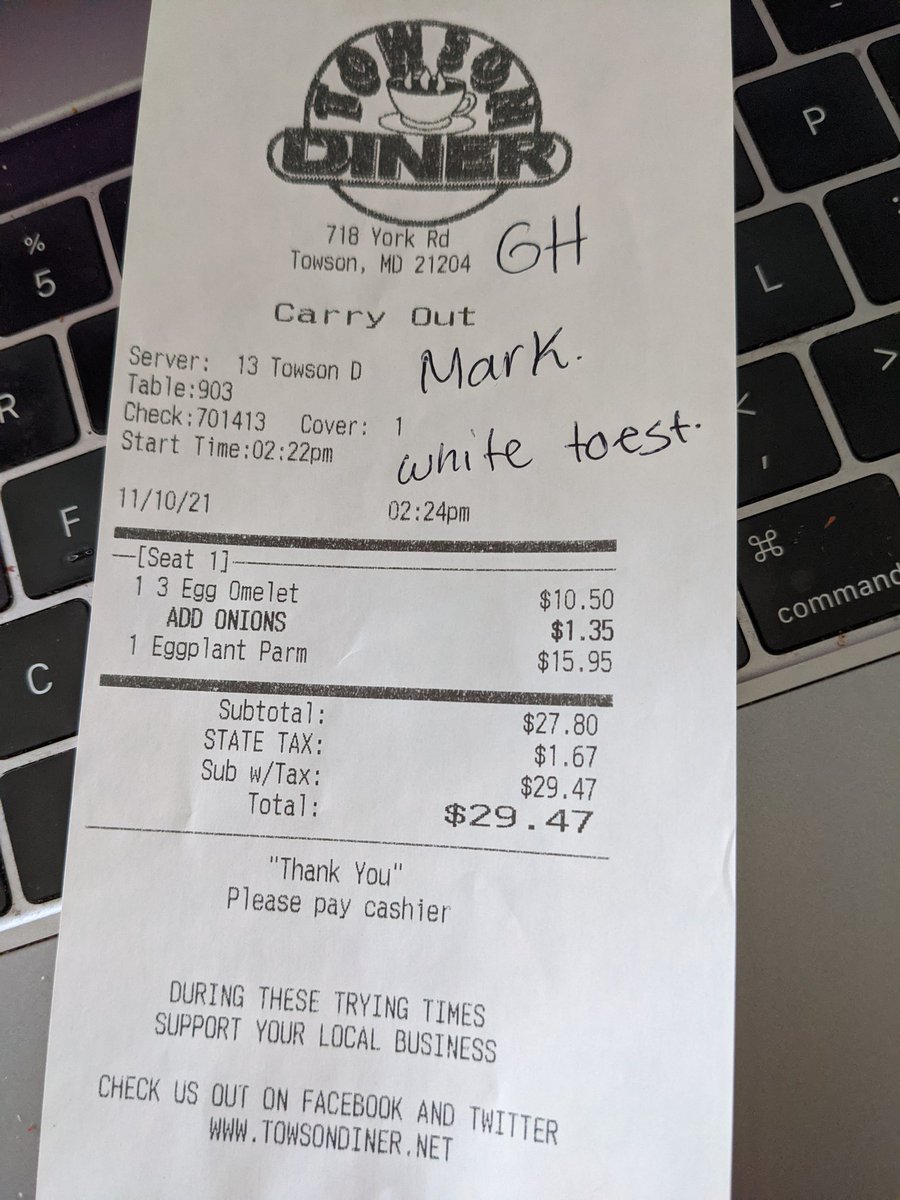 TOWSON
DINER
718 York Rd
Towson, MD 21204
GH
Carry Out
Server: 13 Towson D
Mark.
Table:903
Check:701413 Cover: 1
Start Time:02:22pm
white toest.
11/10/21 02:24pm
[Seat 1]
1 3 Egg Omelet $10.50
ADD ONIONS $1.35
1 Eggplant Parm $15.95
Subtotal: $27.80
STATE TAX: $1.67
Sub w/Tax: $29.47
Total: $29.47
"Thank You"
Please pay cashier
DURING THESE TRYING TIMES
SUPPORT YOUR LOCAL BUSINESS
CHECK US OUT ON FACEBOOK AND TWITTER
WWW.TOWSONDINER.NET
%
5
R
F
C
P
L
>
<
,
⌘
command